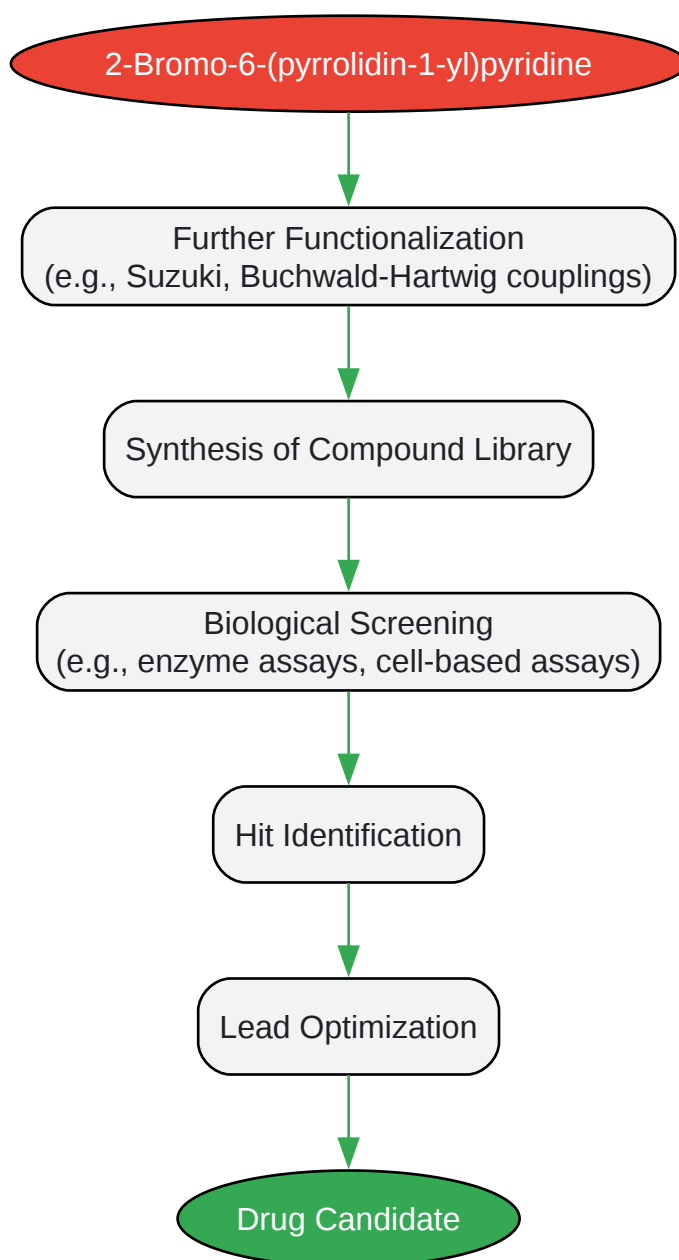 2-Bromo-6-(pyrrolidin-1-yl)pyridine
Further Functionalization
(e.g., Suzuki, Buchwald-Hartwig couplings)
Synthesis of Compound Library
Biological Screening
(e.g., enzyme assays, cell-based assays)
Hit Identification
Lead Optimization
Drug Candidate